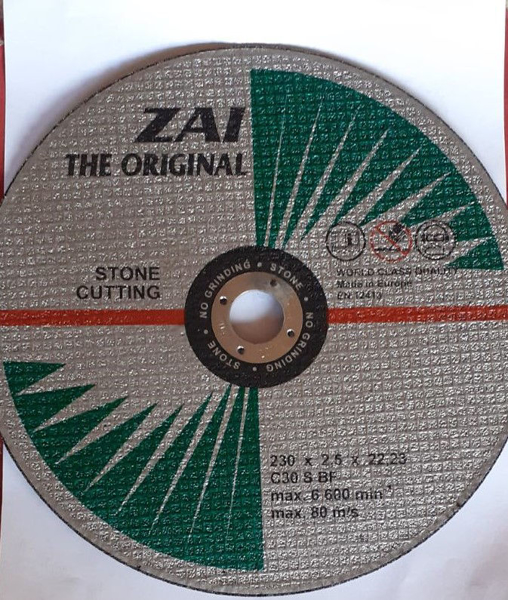 ZAI
THE ORIGINAL
STONE
CUTTING
NO GRINDING • STONE •
NO GRINDING • STONE •
WORLD CLASS QUALITY
Made in Europe
EN 12413
230 x 2,5 x 22,23
C30 S BF
max. 6 600 min⁻¹
max. 80 m/s